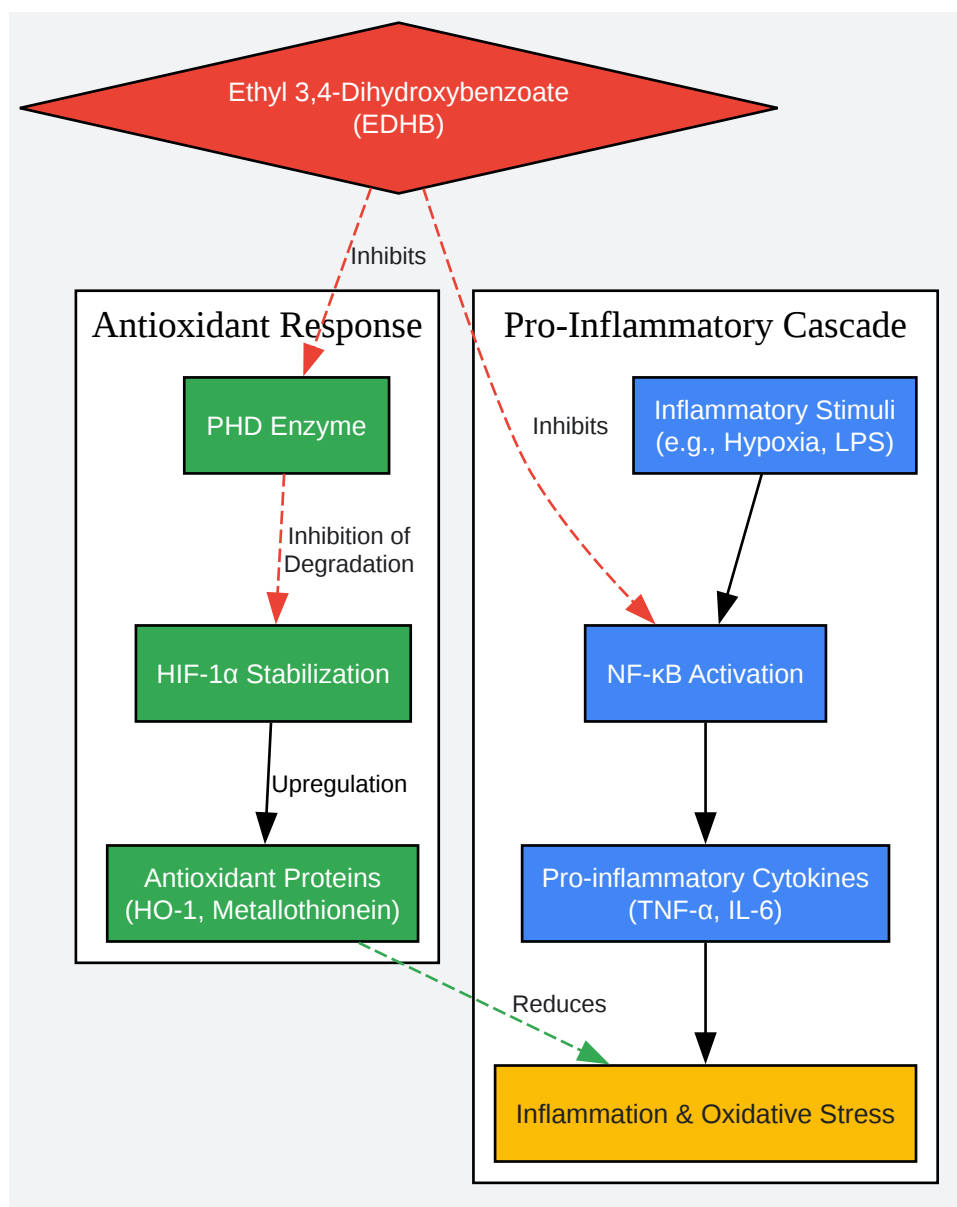 Ethyl 3,4-Dihydroxybenzoate
(EDHB)
Inhibits
Antioxidant Response
PHD Enzyme
Inhibition of
Degradation
HIF-1α Stabilization
Upregulation
Antioxidant Proteins
(HO-1, Metallothionein)
Pro-Inflammatory Cascade
Inflammatory Stimuli
(e.g., Hypoxia, LPS)
Inhibits
NF-κB Activation
Pro-inflammatory Cytokines
(TNF-α, IL-6)
Reduces
Inflammation & Oxidative Stress